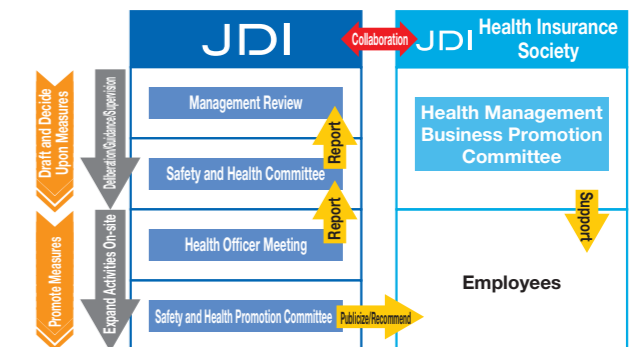 JDI
Collaboration
JDI Health Insurance
Society
Draft and Decide
Upon Measures
Deliberation/Guidance/Supervision
Management Review
Report
Safety and Health Committee
Health Management
Business Promotion
Committee
Report
Support
Promote Measures
Expand Activities On-site
Health Officer Meeting
Employees
Safety and Health Promotion Committee
Publicize/Recommend